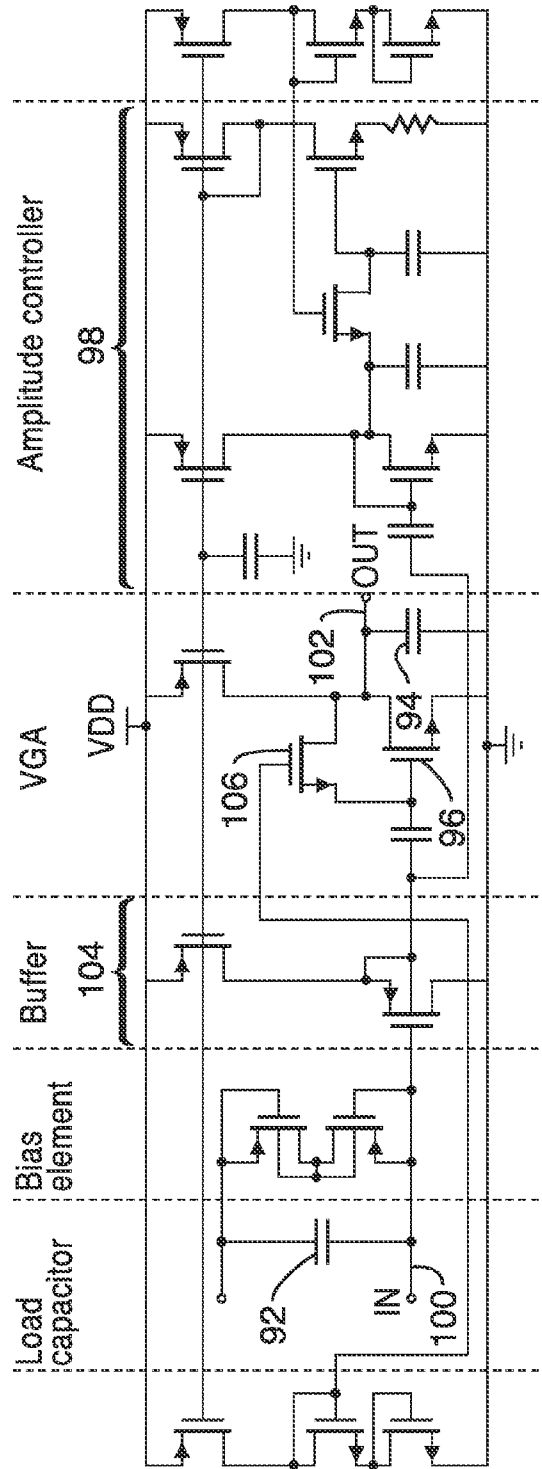 Load
capacitor
Bias
element
Buffer
104
VGA
Amplitude controller
98
VDD
92
IN
100
106
102
OUT
94
96